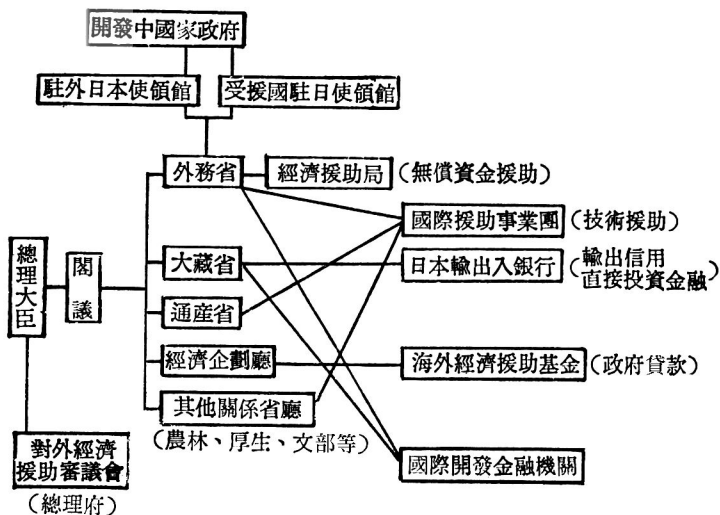 開發中國家政府
駐外日本使領館
受援國駐日使領館
外務省
經濟援助局
(無償資金援助)
國際援助事業團
(技術援助)
總理大臣
閣議
大藏省
日本輸出入銀行
(輸出信用
直接投資金融)
通産省
經濟企劃廳
海外經濟援助基金
(政府貸款)
其他關係省廳
(農林、厚生、文部等)
對外經濟
援助審議會
(總理府)
國際開發金融機關